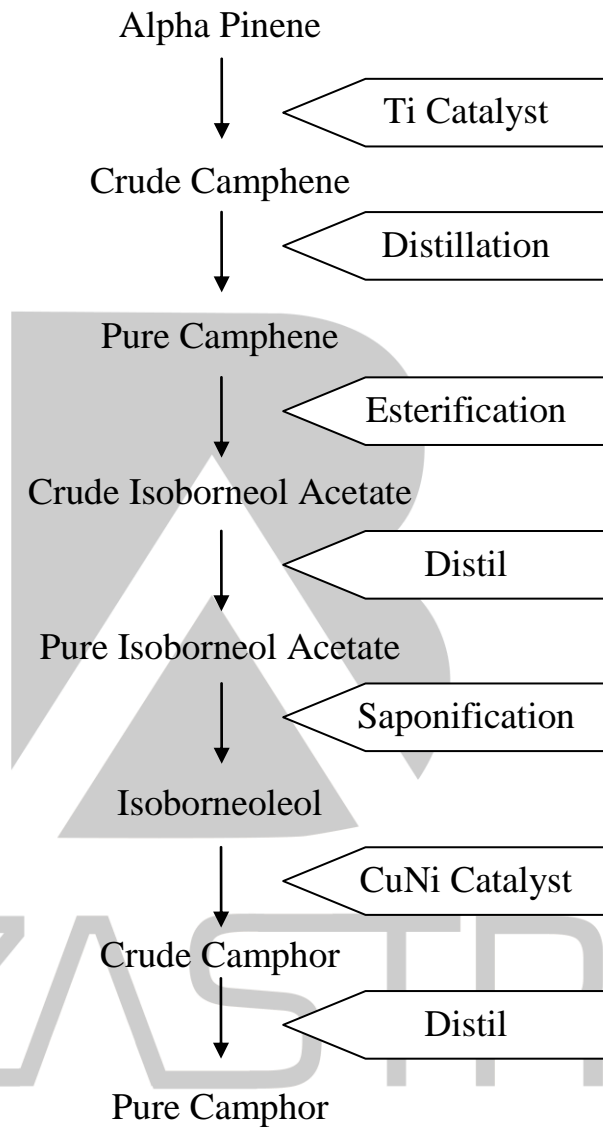 Alpha Pinene
Ti Catalyst
Crude Camphene
Distillation
Pure Camphene
Esterification
Crude Isoborneol Acetate
Distil
Pure Isoborneol Acetate
Saponification
Isoborneoleol
CuNi Catalyst
Crude Camphor
Distil
Pure Camphor